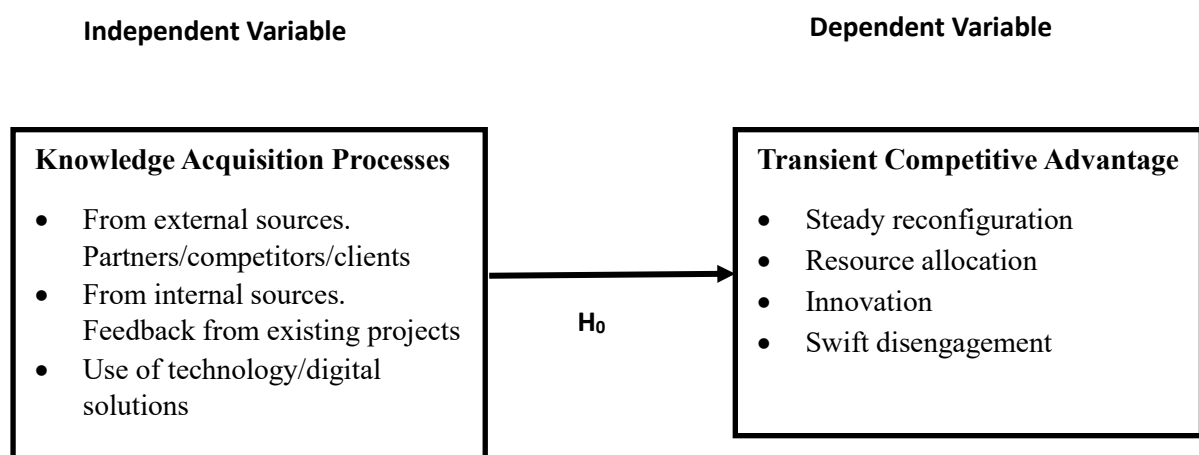 Independent Variable
Dependent Variable
Knowledge Acquisition Processes
• From external sources.
Partners/competitors/clients
• From internal sources.
Feedback from existing projects
• Use of technology/digital
solutions
H₀
Transient Competitive Advantage
• Steady reconfiguration
• Resource allocation
• Innovation
• Swift disengagement